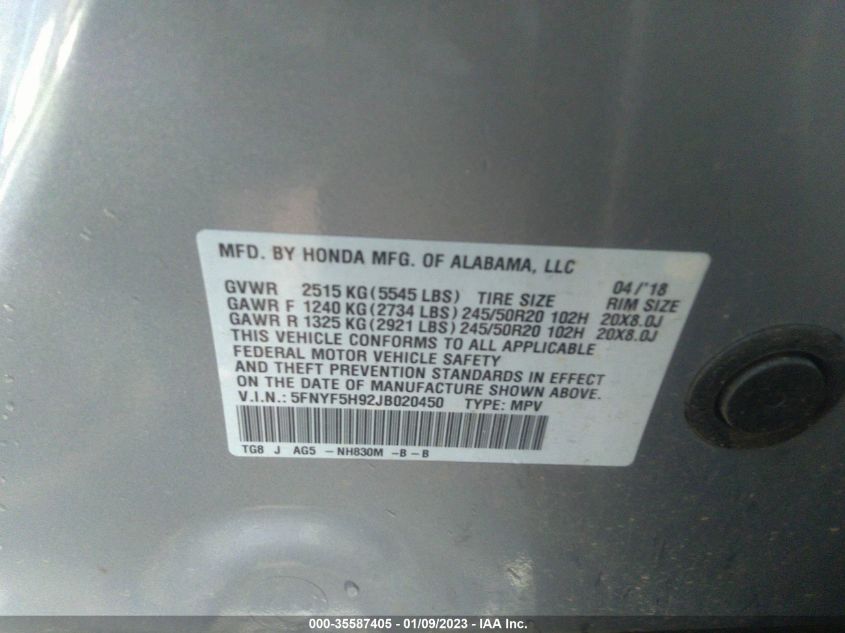 MFD. BY HONDA MFG. OF ALABAMA, LLC
04/'18
GVWR 2515 KG (5545 LBS) TIRE SIZE RIM SIZE
GAWR F 1240 KG (2734 LBS) 245/50R20 102H 20X8.0J
GAWR R 1325 KG (2921 LBS) 245/50R20 102H 20X8.0J
THIS VEHICLE CONFORMS TO ALL APPLICABLE
FEDERAL MOTOR VEHICLE SAFETY
AND THEFT PREVENTION STANDARDS IN EFFECT
ON THE DATE OF MANUFACTURE SHOWN ABOVE.
V.I.N.: 5FNYF5H92JB020450 TYPE: MPV
TG8 J AG5 -NH830M -B -B
000-35587405 - 01/09/2023 - IAA Inc.